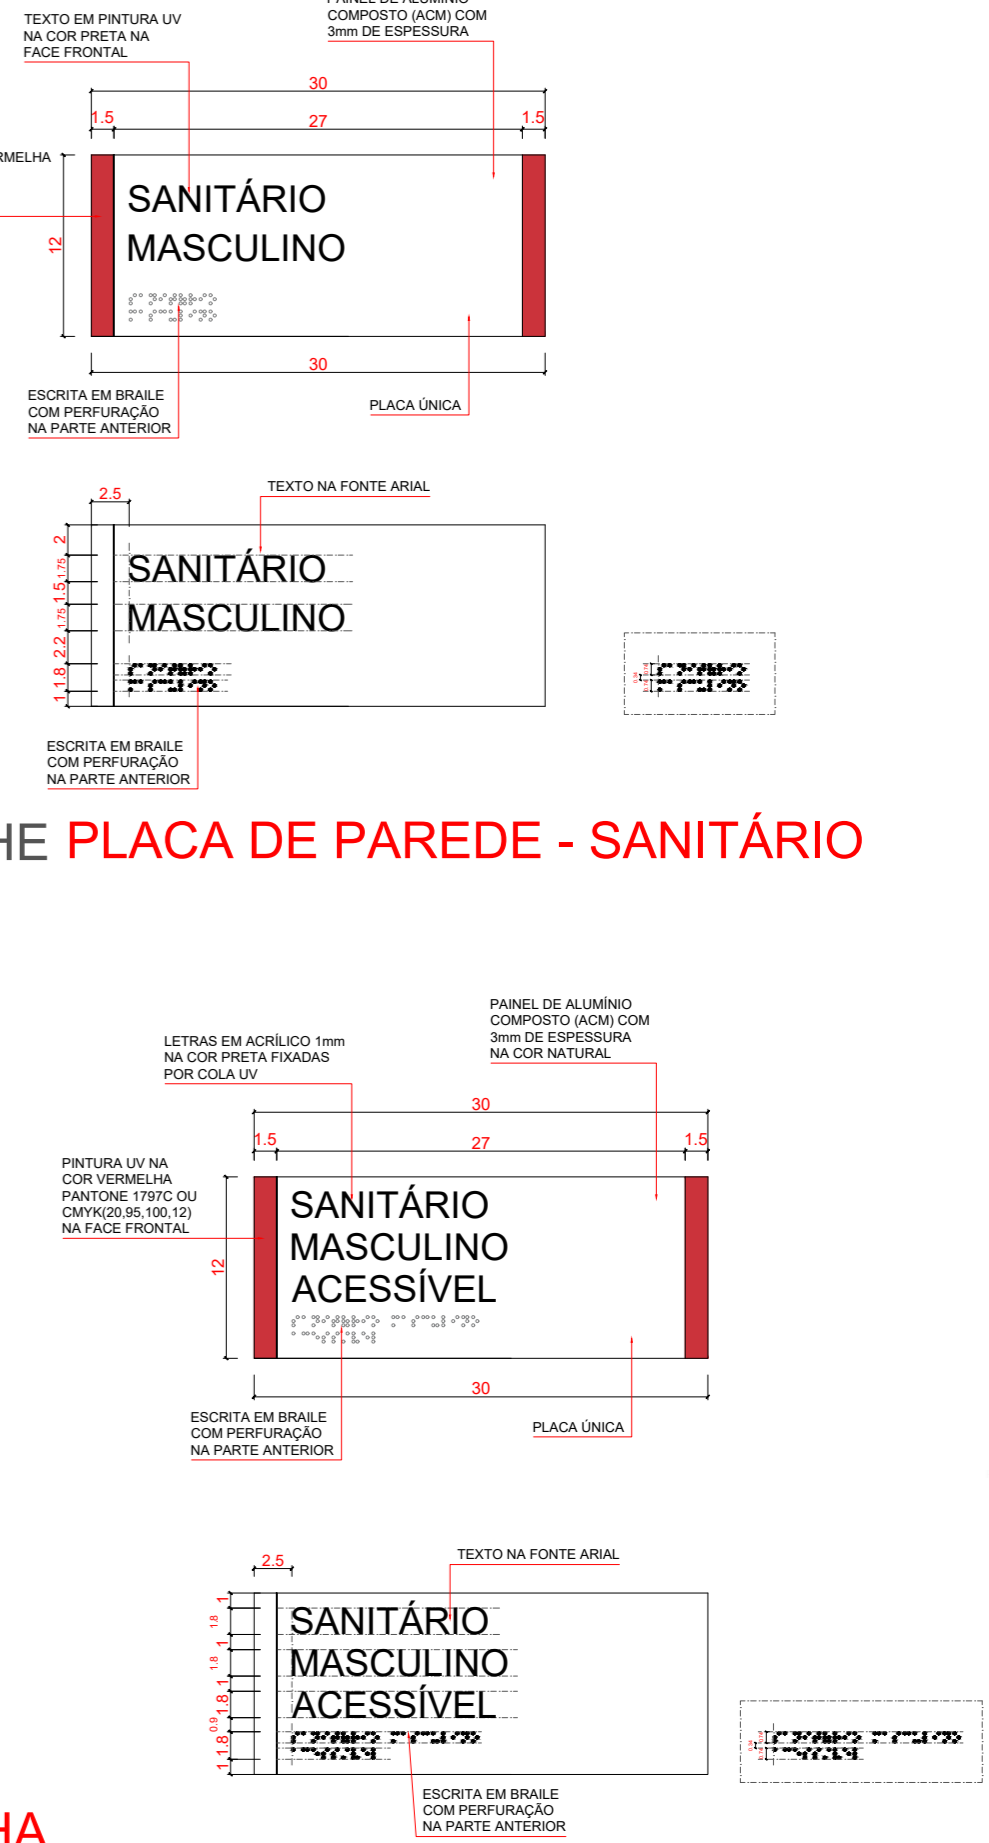 TEXTO EM PINTURA UV
NA COR PRETA NA
FACE FRONTAL
PAINEL DE ALUMÍNIO
COMPOSTO (ACM) COM
3mm DE ESPESSURA
30
1.5
27
1.5
12
SANITÁRIO
MASCULINO
30
ESCRITA EM BRAILE
COM PERFURAÇÃO
NA PARTE ANTERIOR
PLACA ÚNICA
2.5
TEXTO NA FONTE ARIAL
2
1.75
1.5
1.75
2.2
1.8
1
SANITÁRIO
MASCULINO
ESCRITA EM BRAILE
COM PERFURAÇÃO
NA PARTE ANTERIOR
HE PLACA DE PAREDE - SANITÁRIO
LETRAS EM ACRÍLICO 1mm
NA COR PRETA FIXADAS
POR COLA UV
PAINEL DE ALUMÍNIO
COMPOSTO (ACM) COM
3mm DE ESPESSURA
NA COR NATURAL
30
1.5
27
1.5
PINTURA UV NA
COR VERMELHA
PANTONE 1797C OU
CMYK(20,95,100,12)
NA FACE FRONTAL
12
SANITÁRIO
MASCULINO
ACESSÍVEL
30
ESCRITA EM BRAILE
COM PERFURAÇÃO
NA PARTE ANTERIOR
PLACA ÚNICA
2.5
TEXTO NA FONTE ARIAL
1
1.8
1
1.8
1
1.8
0.9
1.8
1
SANITÁRIO
MASCULINO
ACESSÍVEL
ESCRITA EM BRAILE
COM PERFURAÇÃO
NA PARTE ANTERIOR
HA